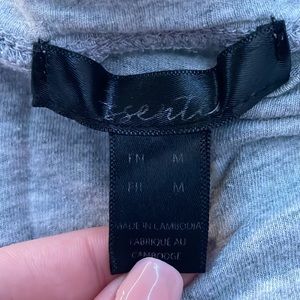 EN M
FR M
MADE IN CAMBODIA
FABRIQUE AU
CAMBODGE